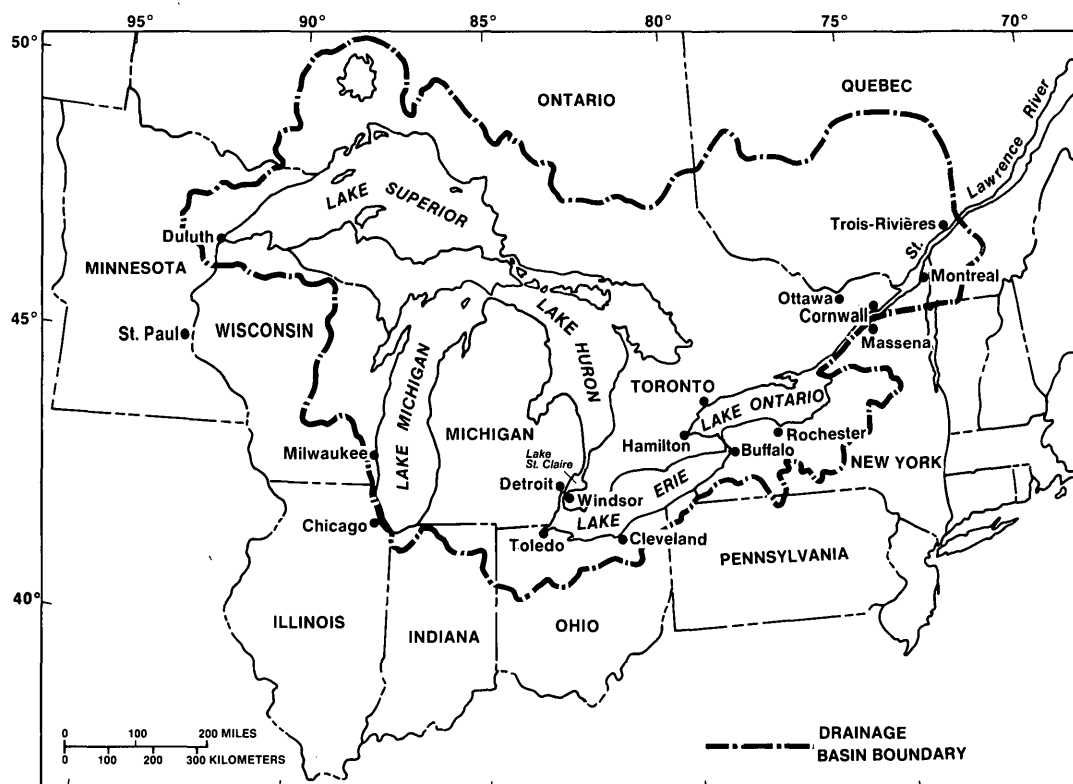 95° 90° 85° 80° 75° 70°
50°
ONTARIO
QUEBEC
St. Lawrence River
LAKE SUPERIOR
Trois-Rivières
Duluth
MINNESOTA
Montreal
Ottawa
Cornwall
45°
St. Paul
WISCONSIN
LAKE HURON
Massena
LAKE MICHIGAN
TORONTO
LAKE ONTARIO
MICHIGAN
Hamilton
Rochester
Milwaukee
Buffalo
Lake
St. Claire
NEW YORK
Detroit
Windsor
LAKE ERIE
Chicago
Toledo
Cleveland
PENNSYLVANIA
40°
ILLINOIS
INDIANA
OHIO
0 100 200 MILES
0 100 200 300 KILOMETERS
DRAINAGE
BASIN BOUNDARY